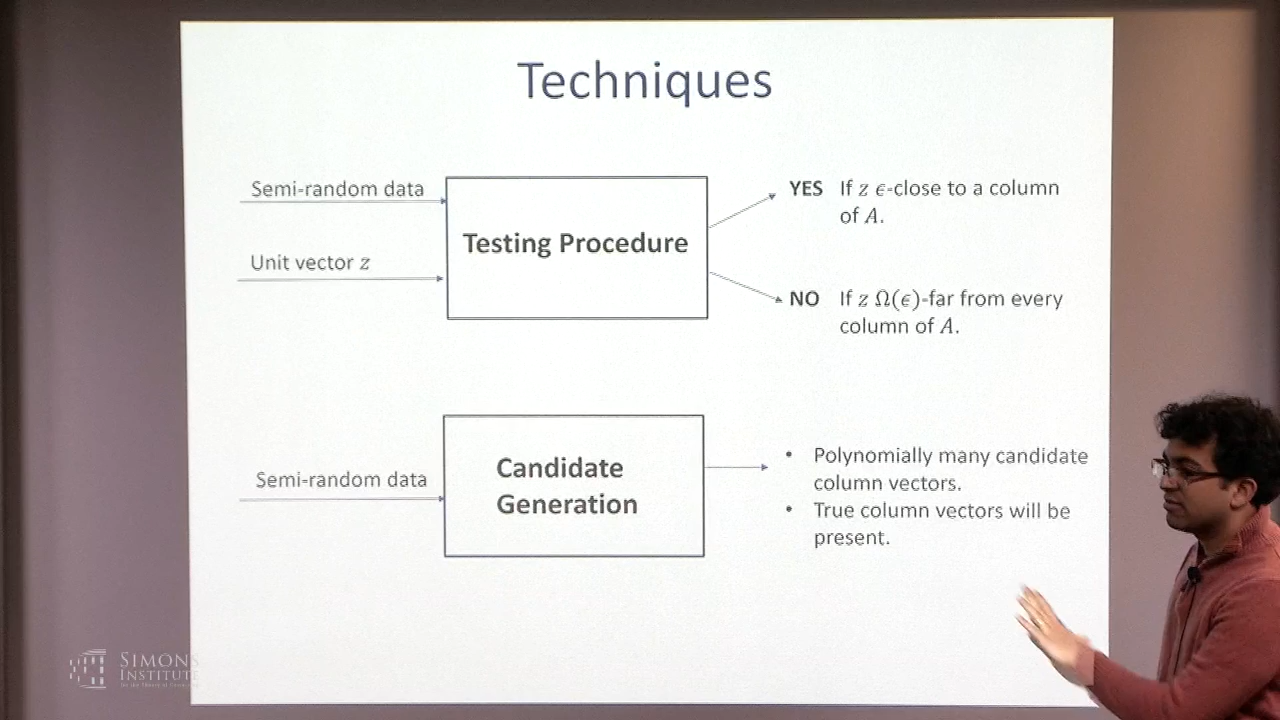 Techniques
Semi-random data
Unit vector z
Testing Procedure
YES If z ϵ-close to a column
of A.
NO If z Ω(ϵ)-far from every
column of A.
Semi-random data
Candidate
Generation
• Polynomially many candidate
column vectors.
• True column vectors will be
present.
SIMONS
INSTITUTE